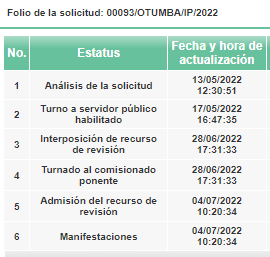 Folio de la solicitud: 00093/OTUMBA/IP/2022
No. Estatus Fecha y hora de
actualización
1 Análisis de la solicitud 13/05/2022
12:30:51
2 Turno a servidor público
habilitado 17/05/2022
16:47:35
3 Interposición de recurso
de revisión 28/06/2022
17:31:33
4 Turnado al comisionado
ponente 28/06/2022
17:31:33
5 Admisión del recurso de
revisión 04/07/2022
10:20:34
6 Manifestaciones 04/07/2022
10:20:34